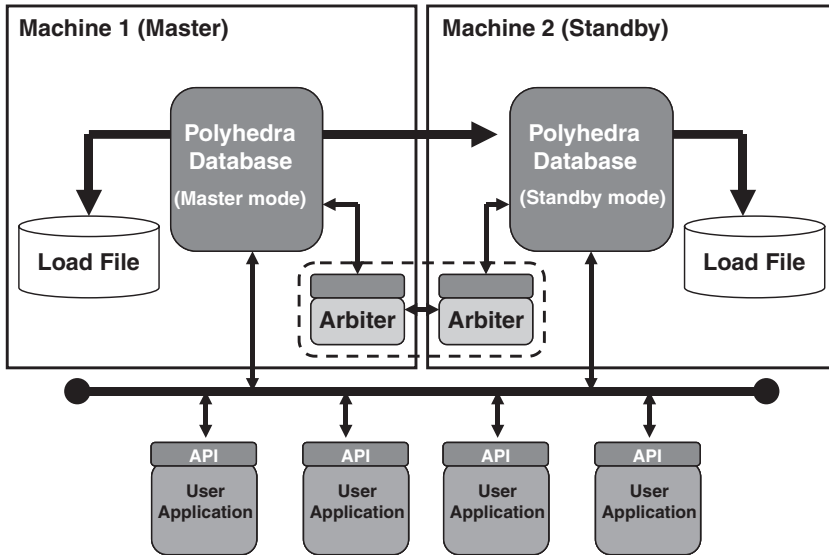 Machine 1 (Master)
Machine 2 (Standby)
Polyhedra
Database
(Master mode)
Polyhedra
Database
(Standby mode)
Load File
Load File
Arbiter
Arbiter
API
User
Application
API
User
Application
API
User
Application
API
User
Application